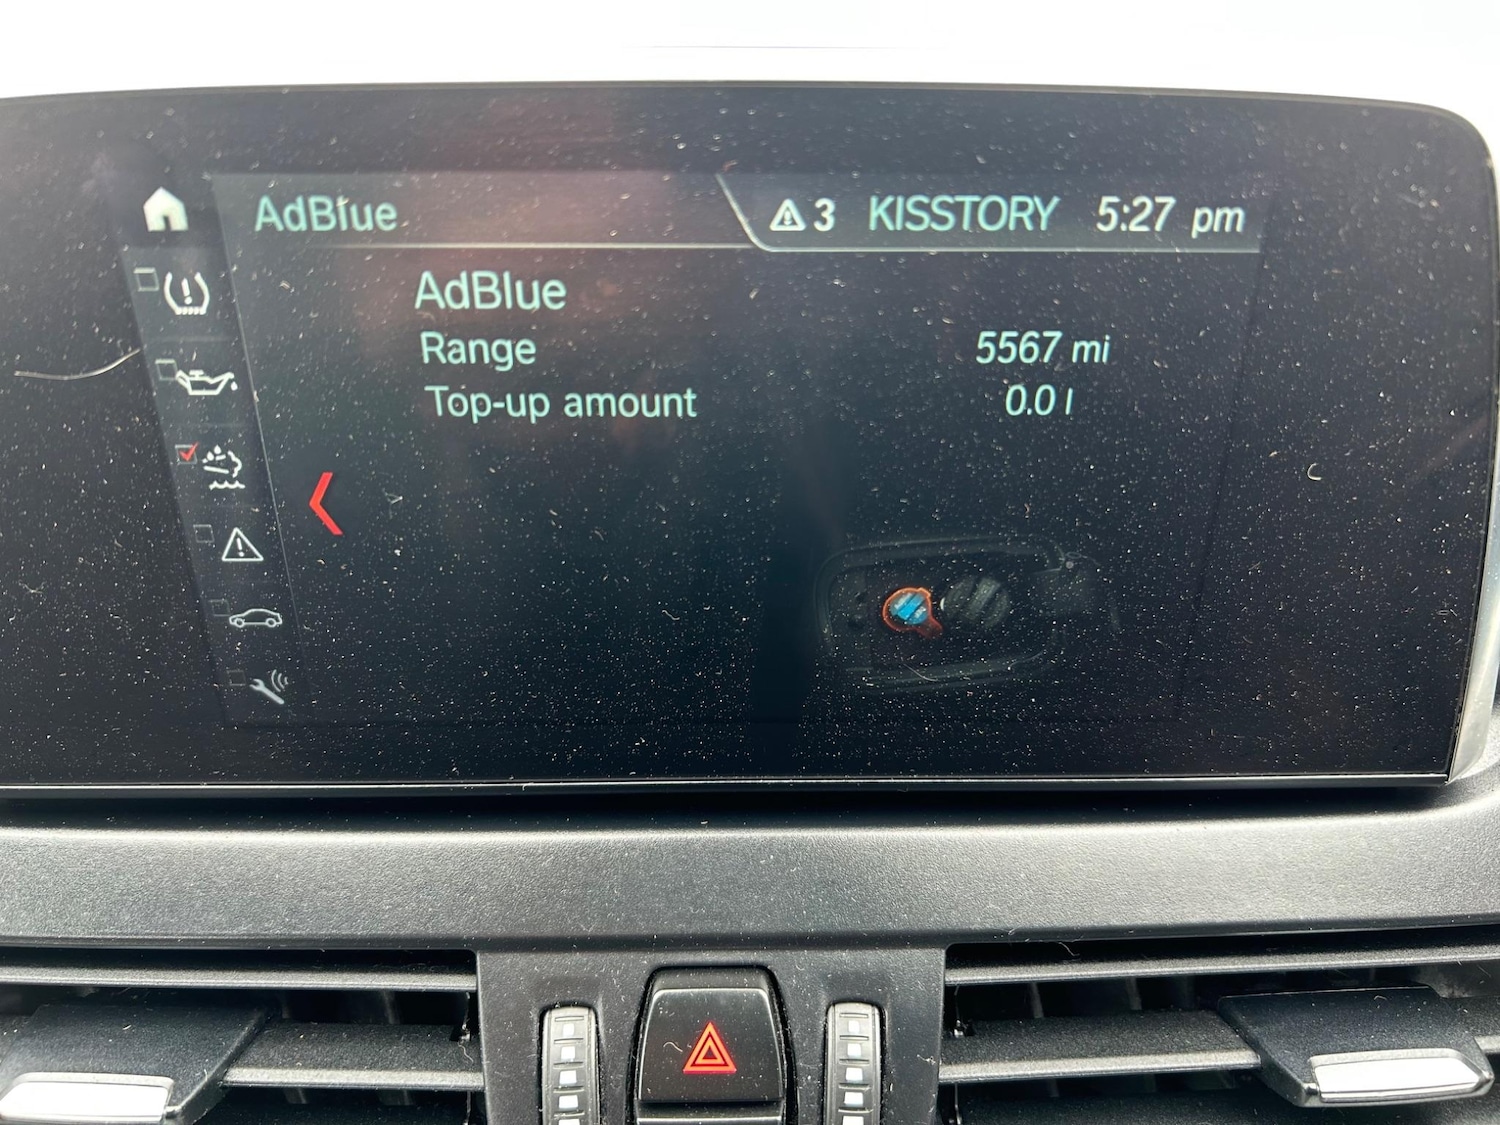 AdBlue
3 KISSTORY 5:27 pm
AdBlue
Range 5567 mi
Top-up amount 0.0 l